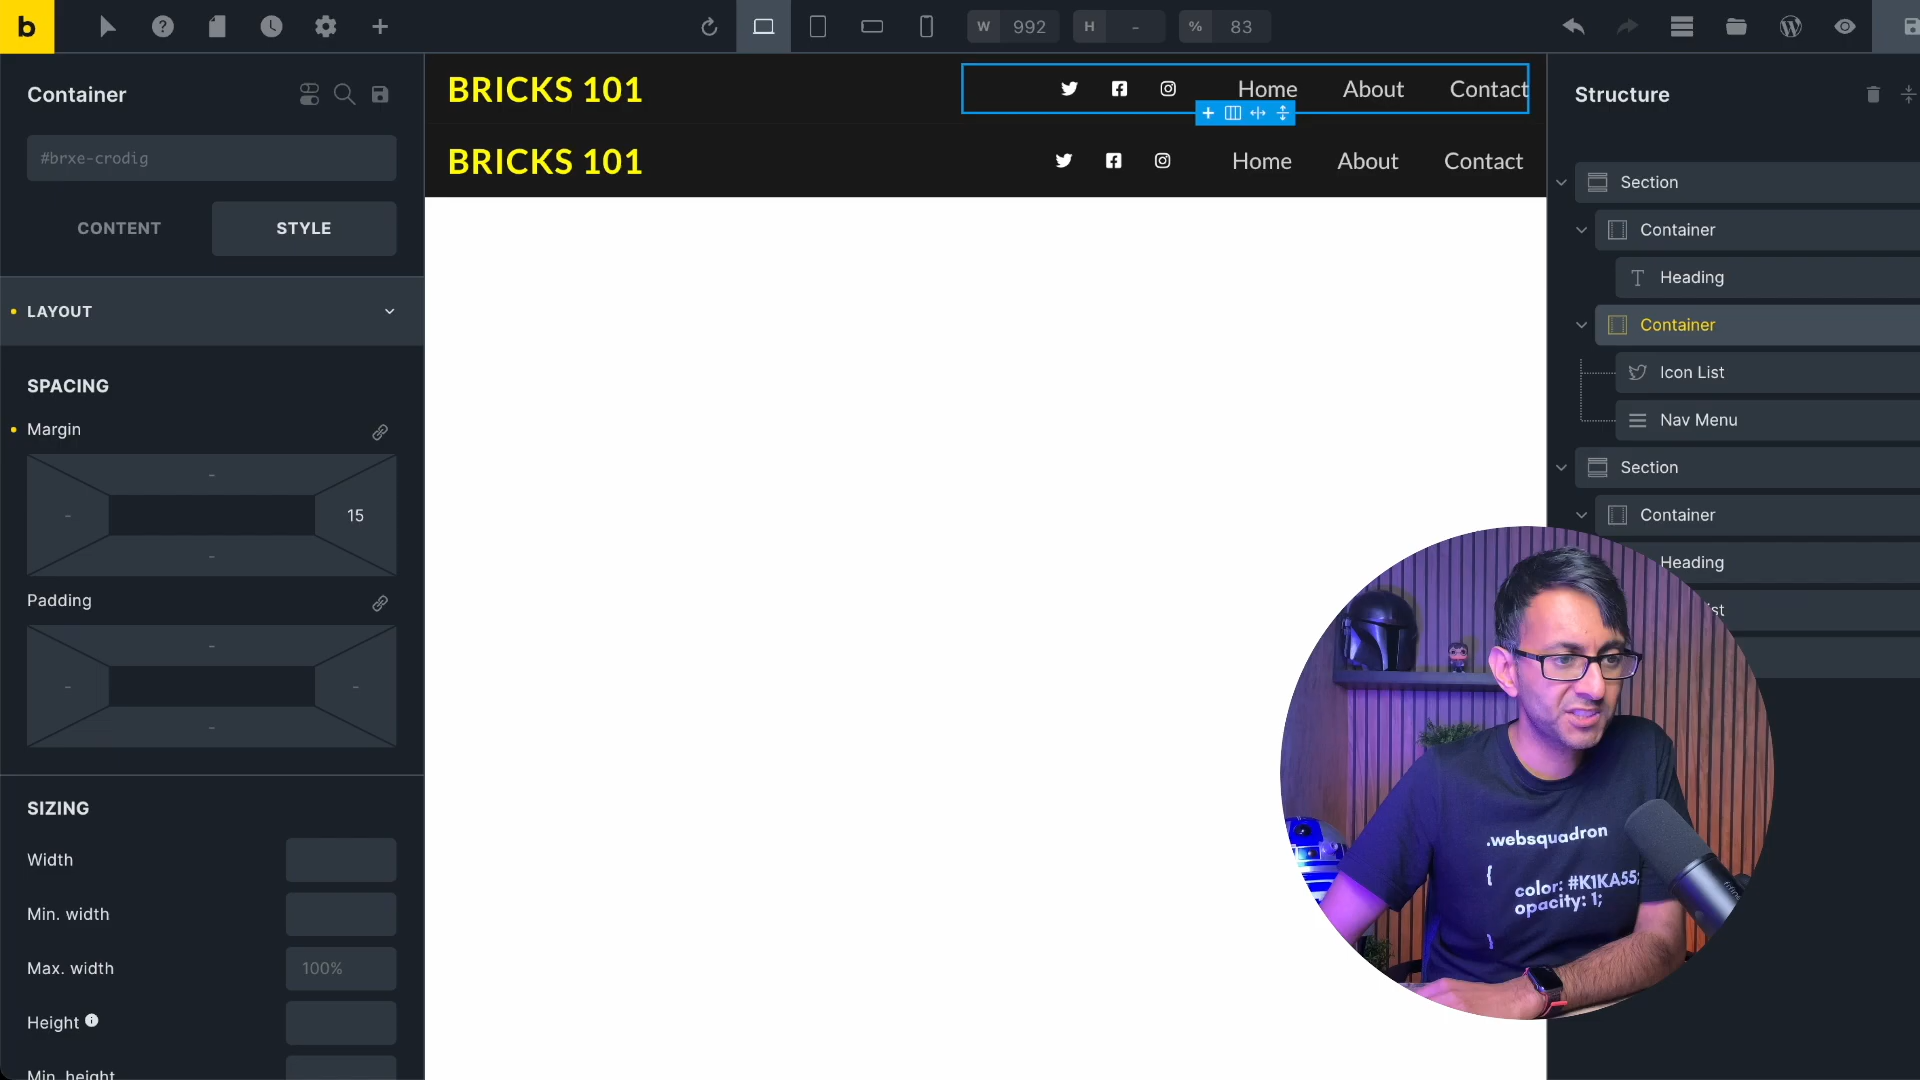 b
W 992 H - % 83
Container
#brxe-crodig
CONTENT STYLE
LAYOUT
SPACING
Margin
-
- 15
-
Padding
-
- -
-
SIZING
Width
Min. width
Max. width 100%
Height
Min. height
BRICKS 101
Home About Contact
BRICKS 101
Home About Contact
Structure
Section
Container
Heading
Container
Icon List
Nav Menu
Section
Container
Heading
st
.websquadron
{
color: #K1KA55;
opacity: 1;
}